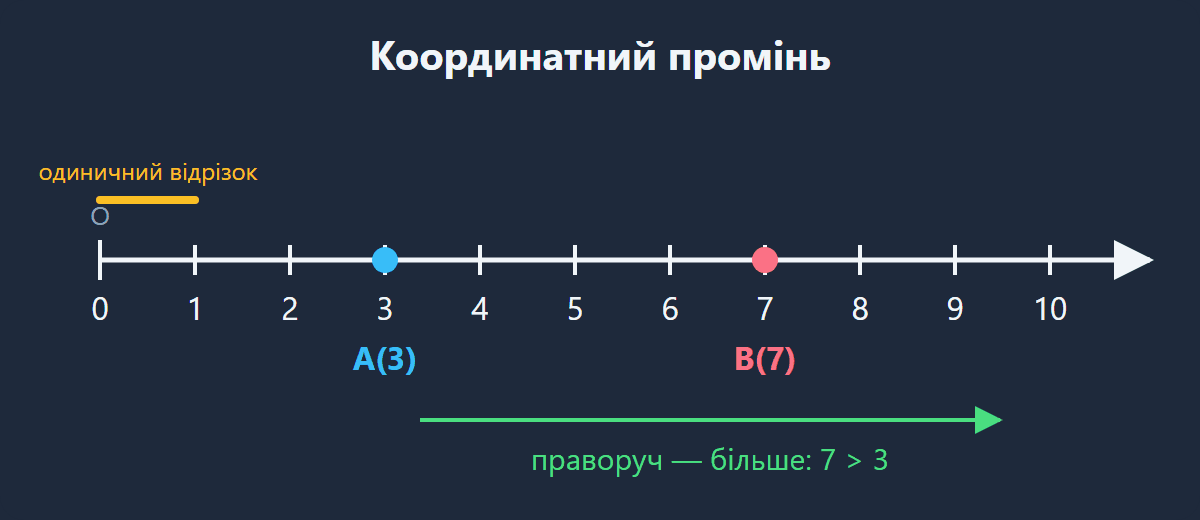 Координатний промінь
одиничний відрізок
O
0 1 2 3 4 5 6 7 8 9 10
A(3) B(7)
праворуч — більше: 7 > 3